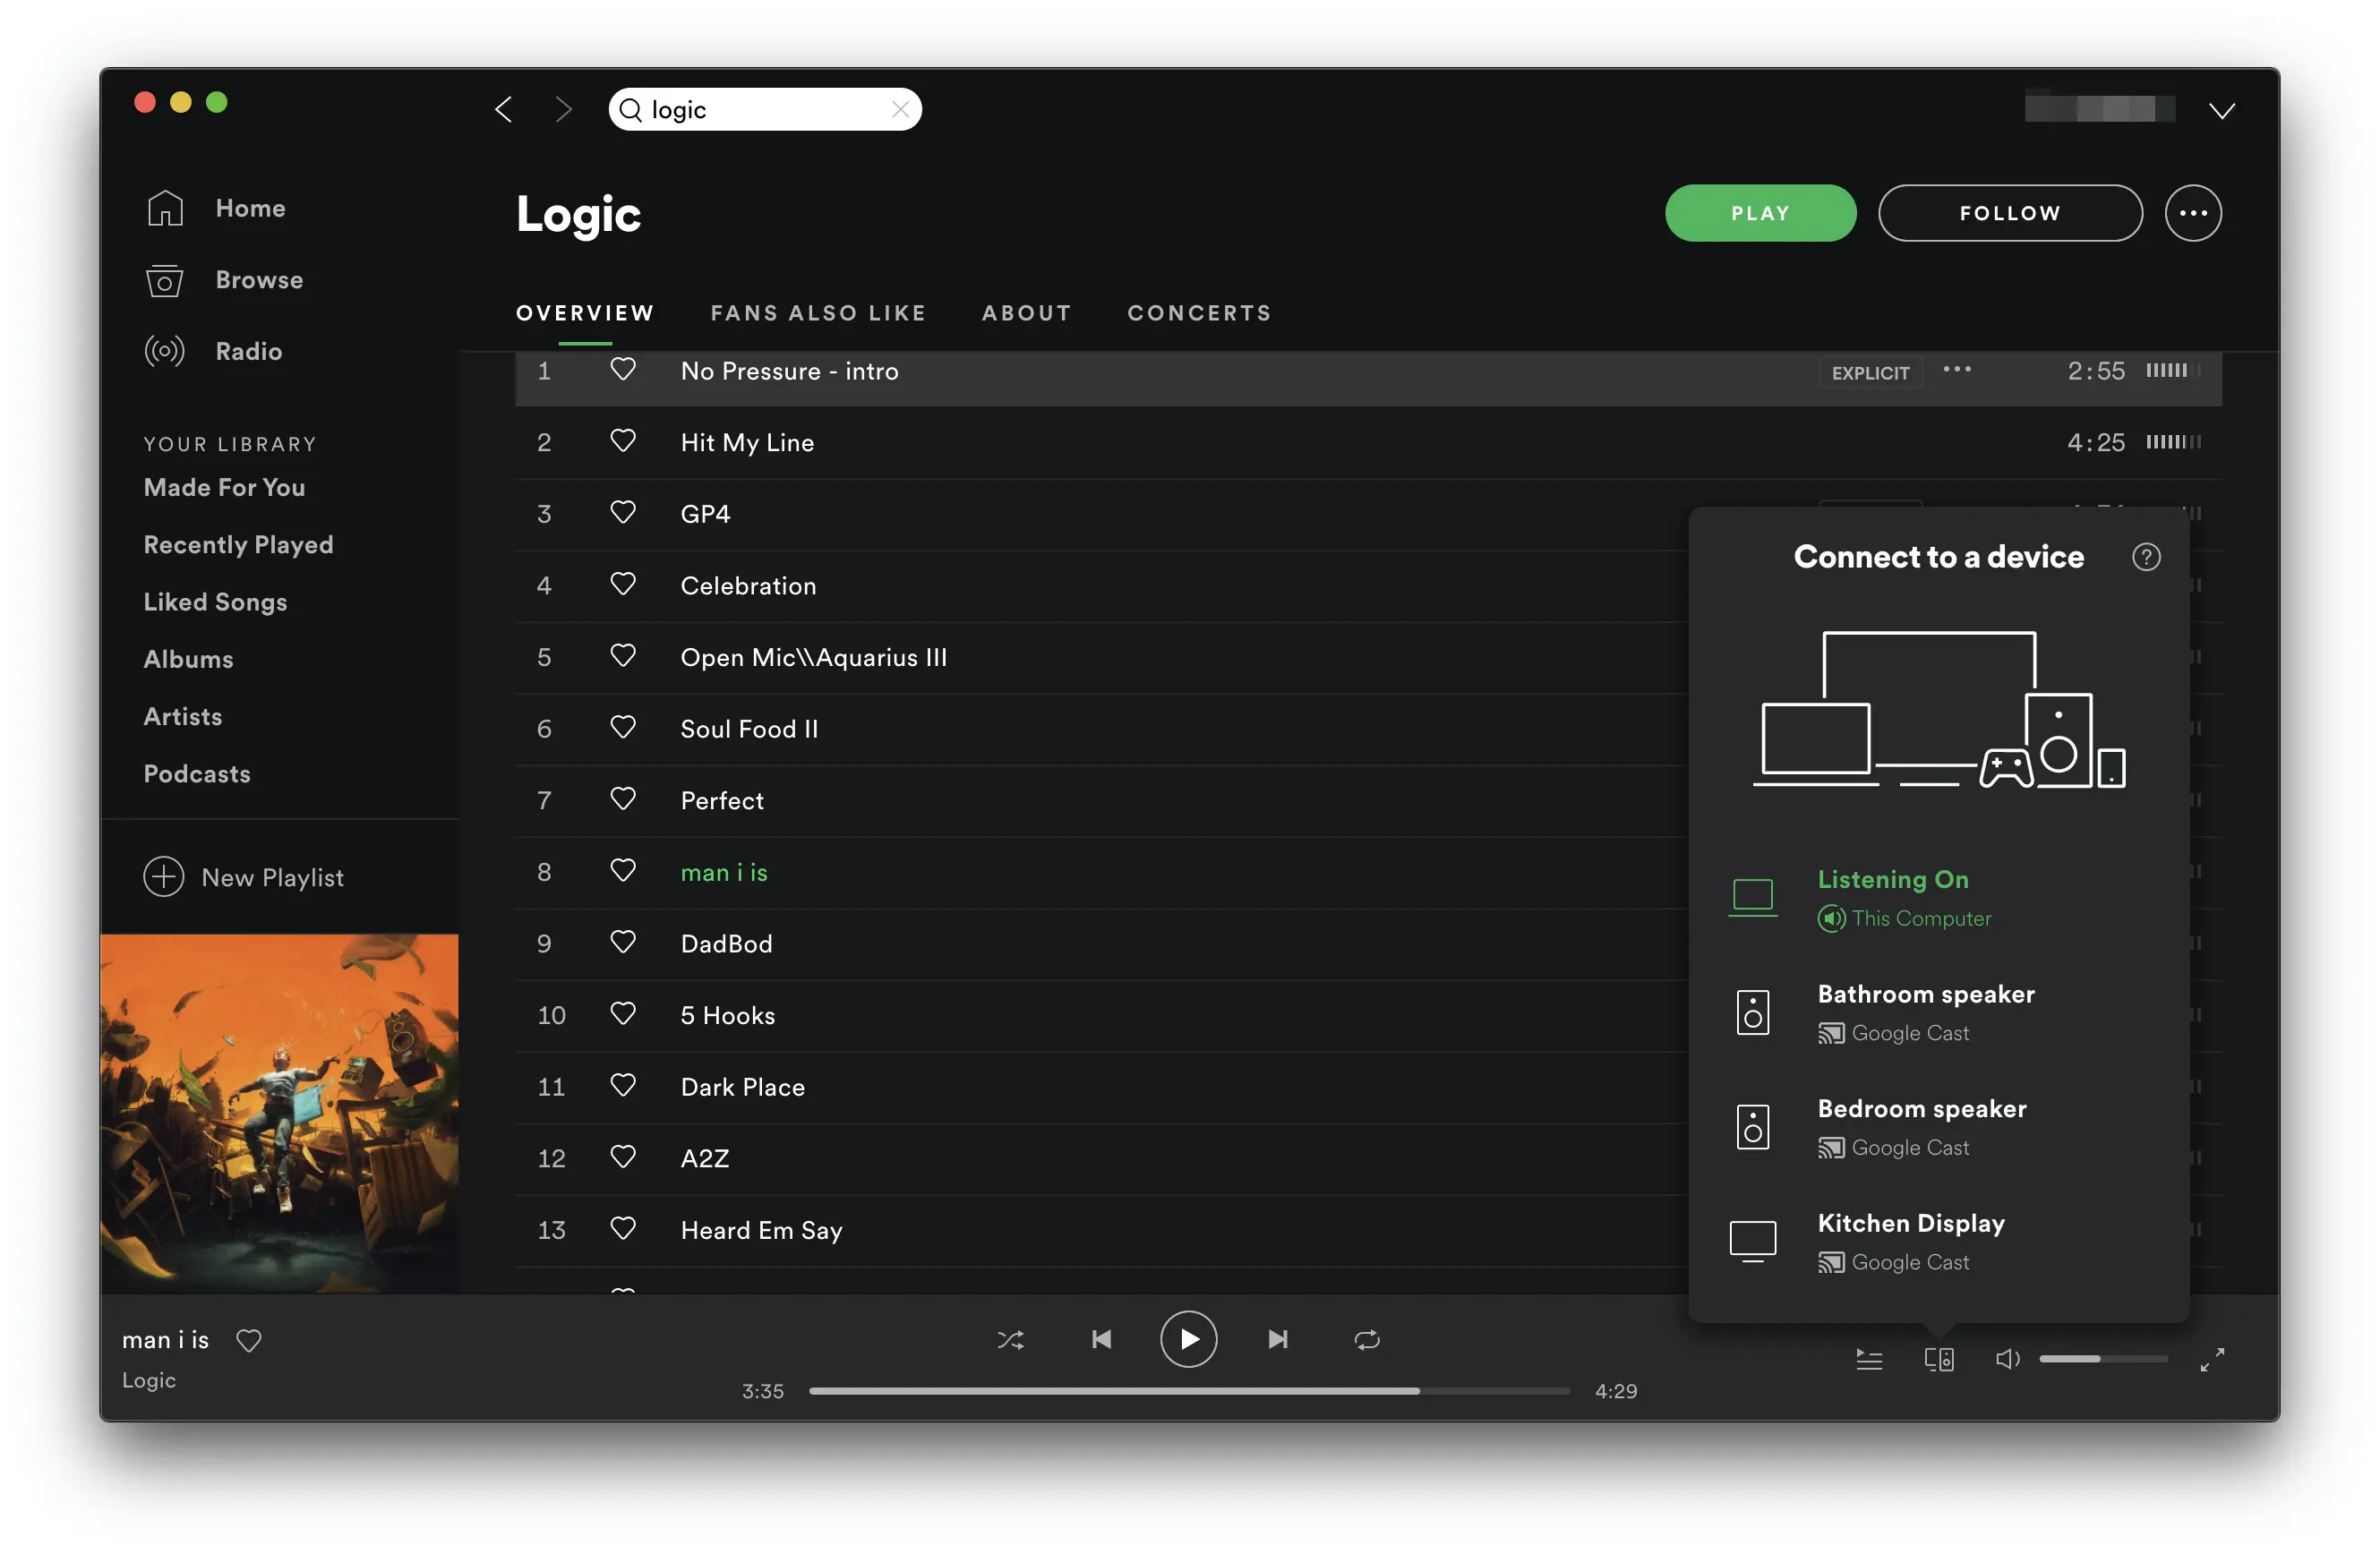 logic
Home
Browse
Radio
YOUR LIBRARY
Made For You
Recently Played
Liked Songs
Albums
Artists
Podcasts
New Playlist
Logic
PLAY
FOLLOW
OVERVIEW FANS ALSO LIKE ABOUT CONCERTS
1 No Pressure - intro EXPLICIT 2:55
2 Hit My Line 4:25
3 GP4
4 Celebration
5 Open Mic\\Aquarius III
6 Soul Food II
7 Perfect
8 man i is
9 DadBod
10 5 Hooks
11 Dark Place
12 A2Z
13 Heard Em Say
Connect to a device ?
Listening On
This Computer
Bathroom speaker
Google Cast
Bedroom speaker
Google Cast
Kitchen Display
Google Cast
man i is
Logic
3:35
4:29